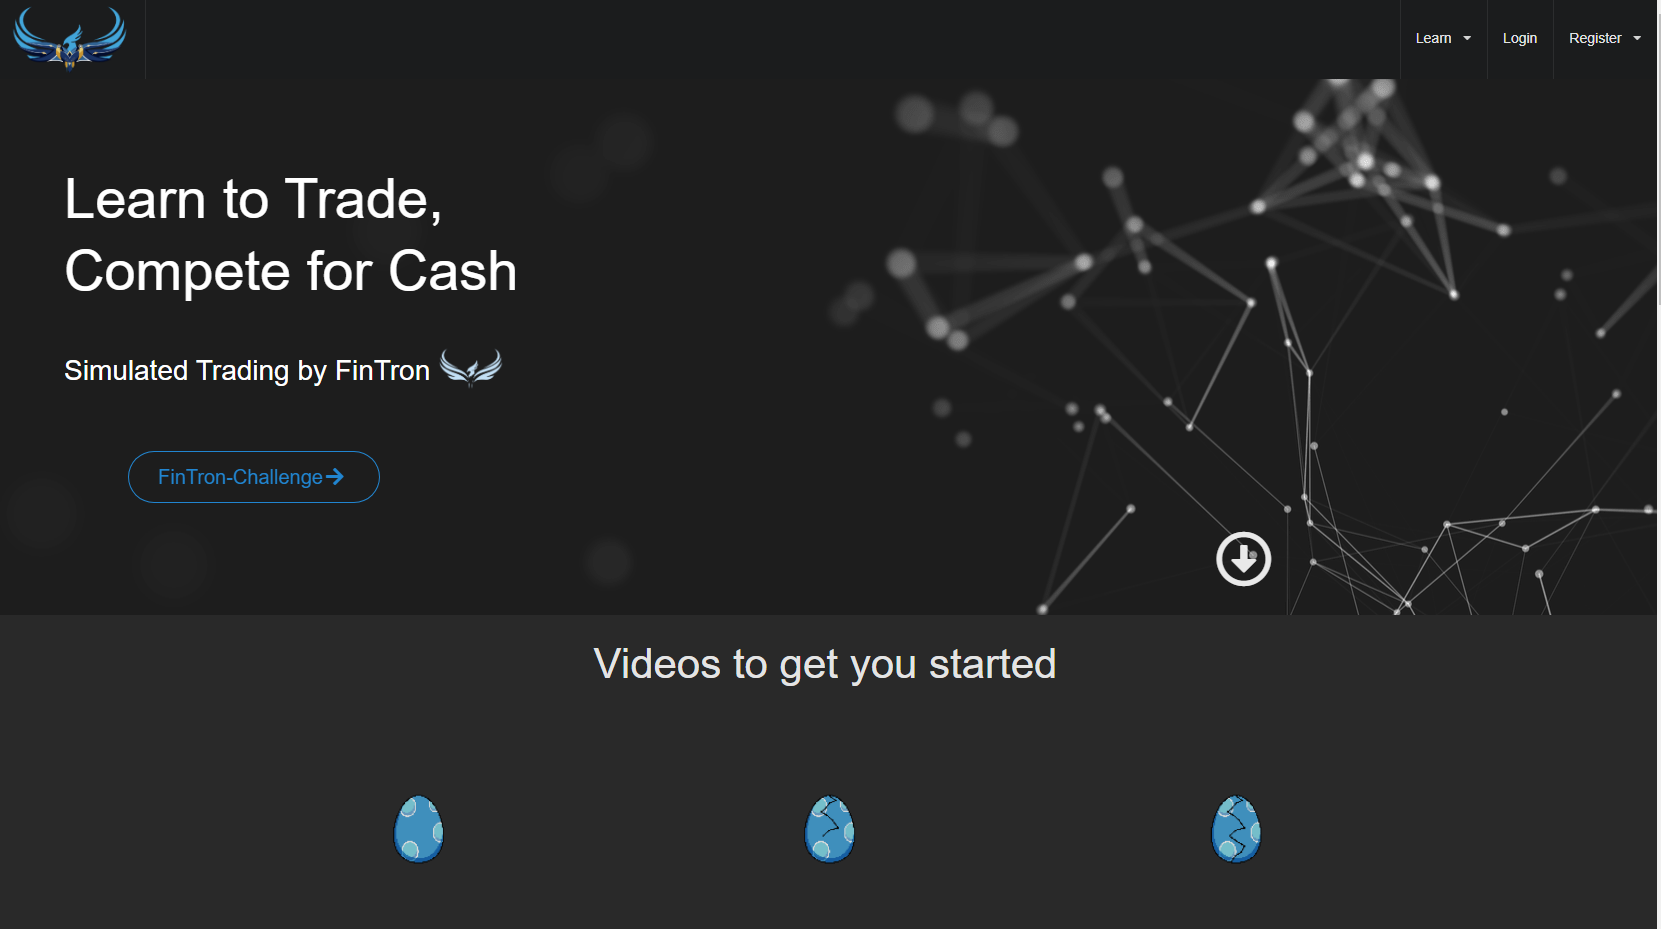 Learn
Login
Register
Learn to Trade,
Compete for Cash
Simulated Trading by FinTron
FinTron-Challenge
Videos to get you started